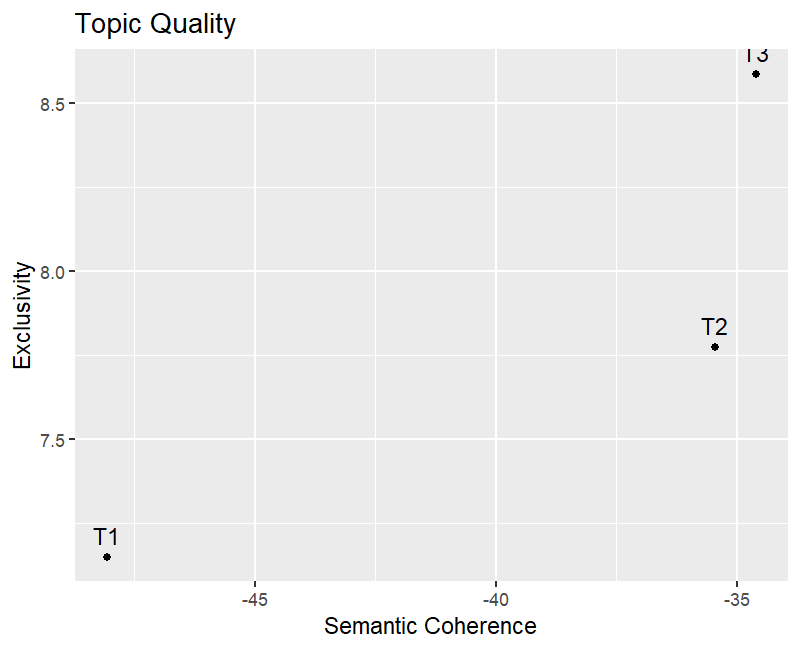 Topic Quality
T3
8.5
8.0
T2
7.5
T1
Exclusivity
-45
-40
-35
Semantic Coherence